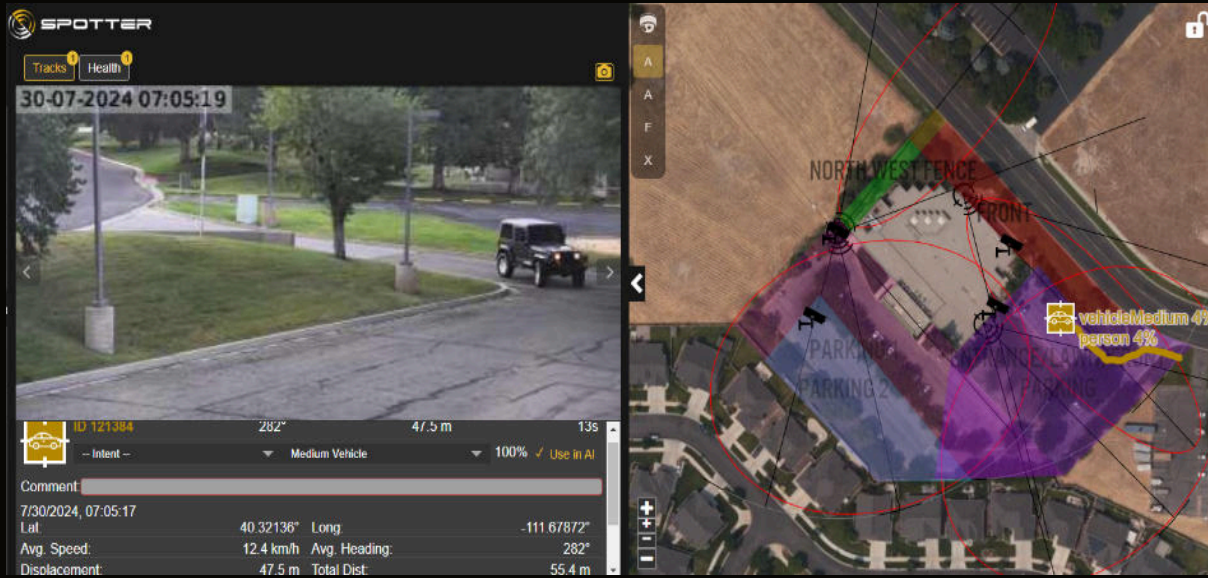 SPOTTER
Tracks 1 Health 1
30-07-2024 07:05:19
ID 121384 282° 47.5 m 13s
-- Intent -- Medium Vehicle 100% ✓ Use in AI
Comment:
7/30/2024, 07:05:17
Lat: 40.32136° Long: -111.67872°
Avg. Speed: 12.4 km/h Avg. Heading: 282°
Displacement: 47.5 m Total Dist: 55.4 m
A
A
F
X
NORTH WEST FENCE
FRONT
vehicleMedium 4%
person 4%
PARKING
PARKING 2
PARKING
+
+
−
−